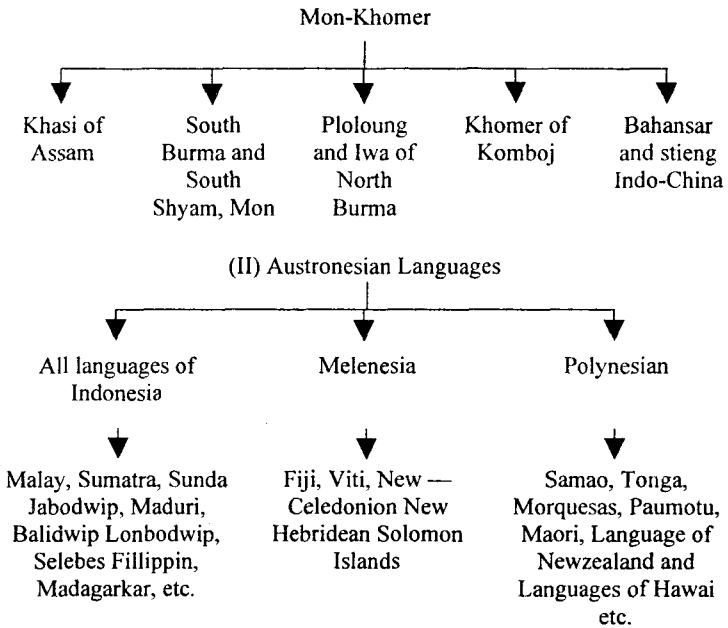 Mon-Khomer
Khasi of
Assam
South
Burma and
South
Shyam, Mon
Ploloung
and Iwa of
North
Burma
Khomer of
Komboj
Bahansar
and stieng
Indo-China
(II) Austronesian Languages
All languages of
Indonesia
Melenesia
Polynesian
Malay, Sumatra, Sunda
Jabodwip, Maduri,
Balidwip Lonbodwip,
Selebes Fillippin,
Madagarkar, etc.
Fiji, Viti, New —
Celedonion New
Hebridean Solomon
Islands
Samao, Tonga,
Morquesas, Paumotu,
Maori, Language of
Newzealand and
Languages of Hawai
etc.